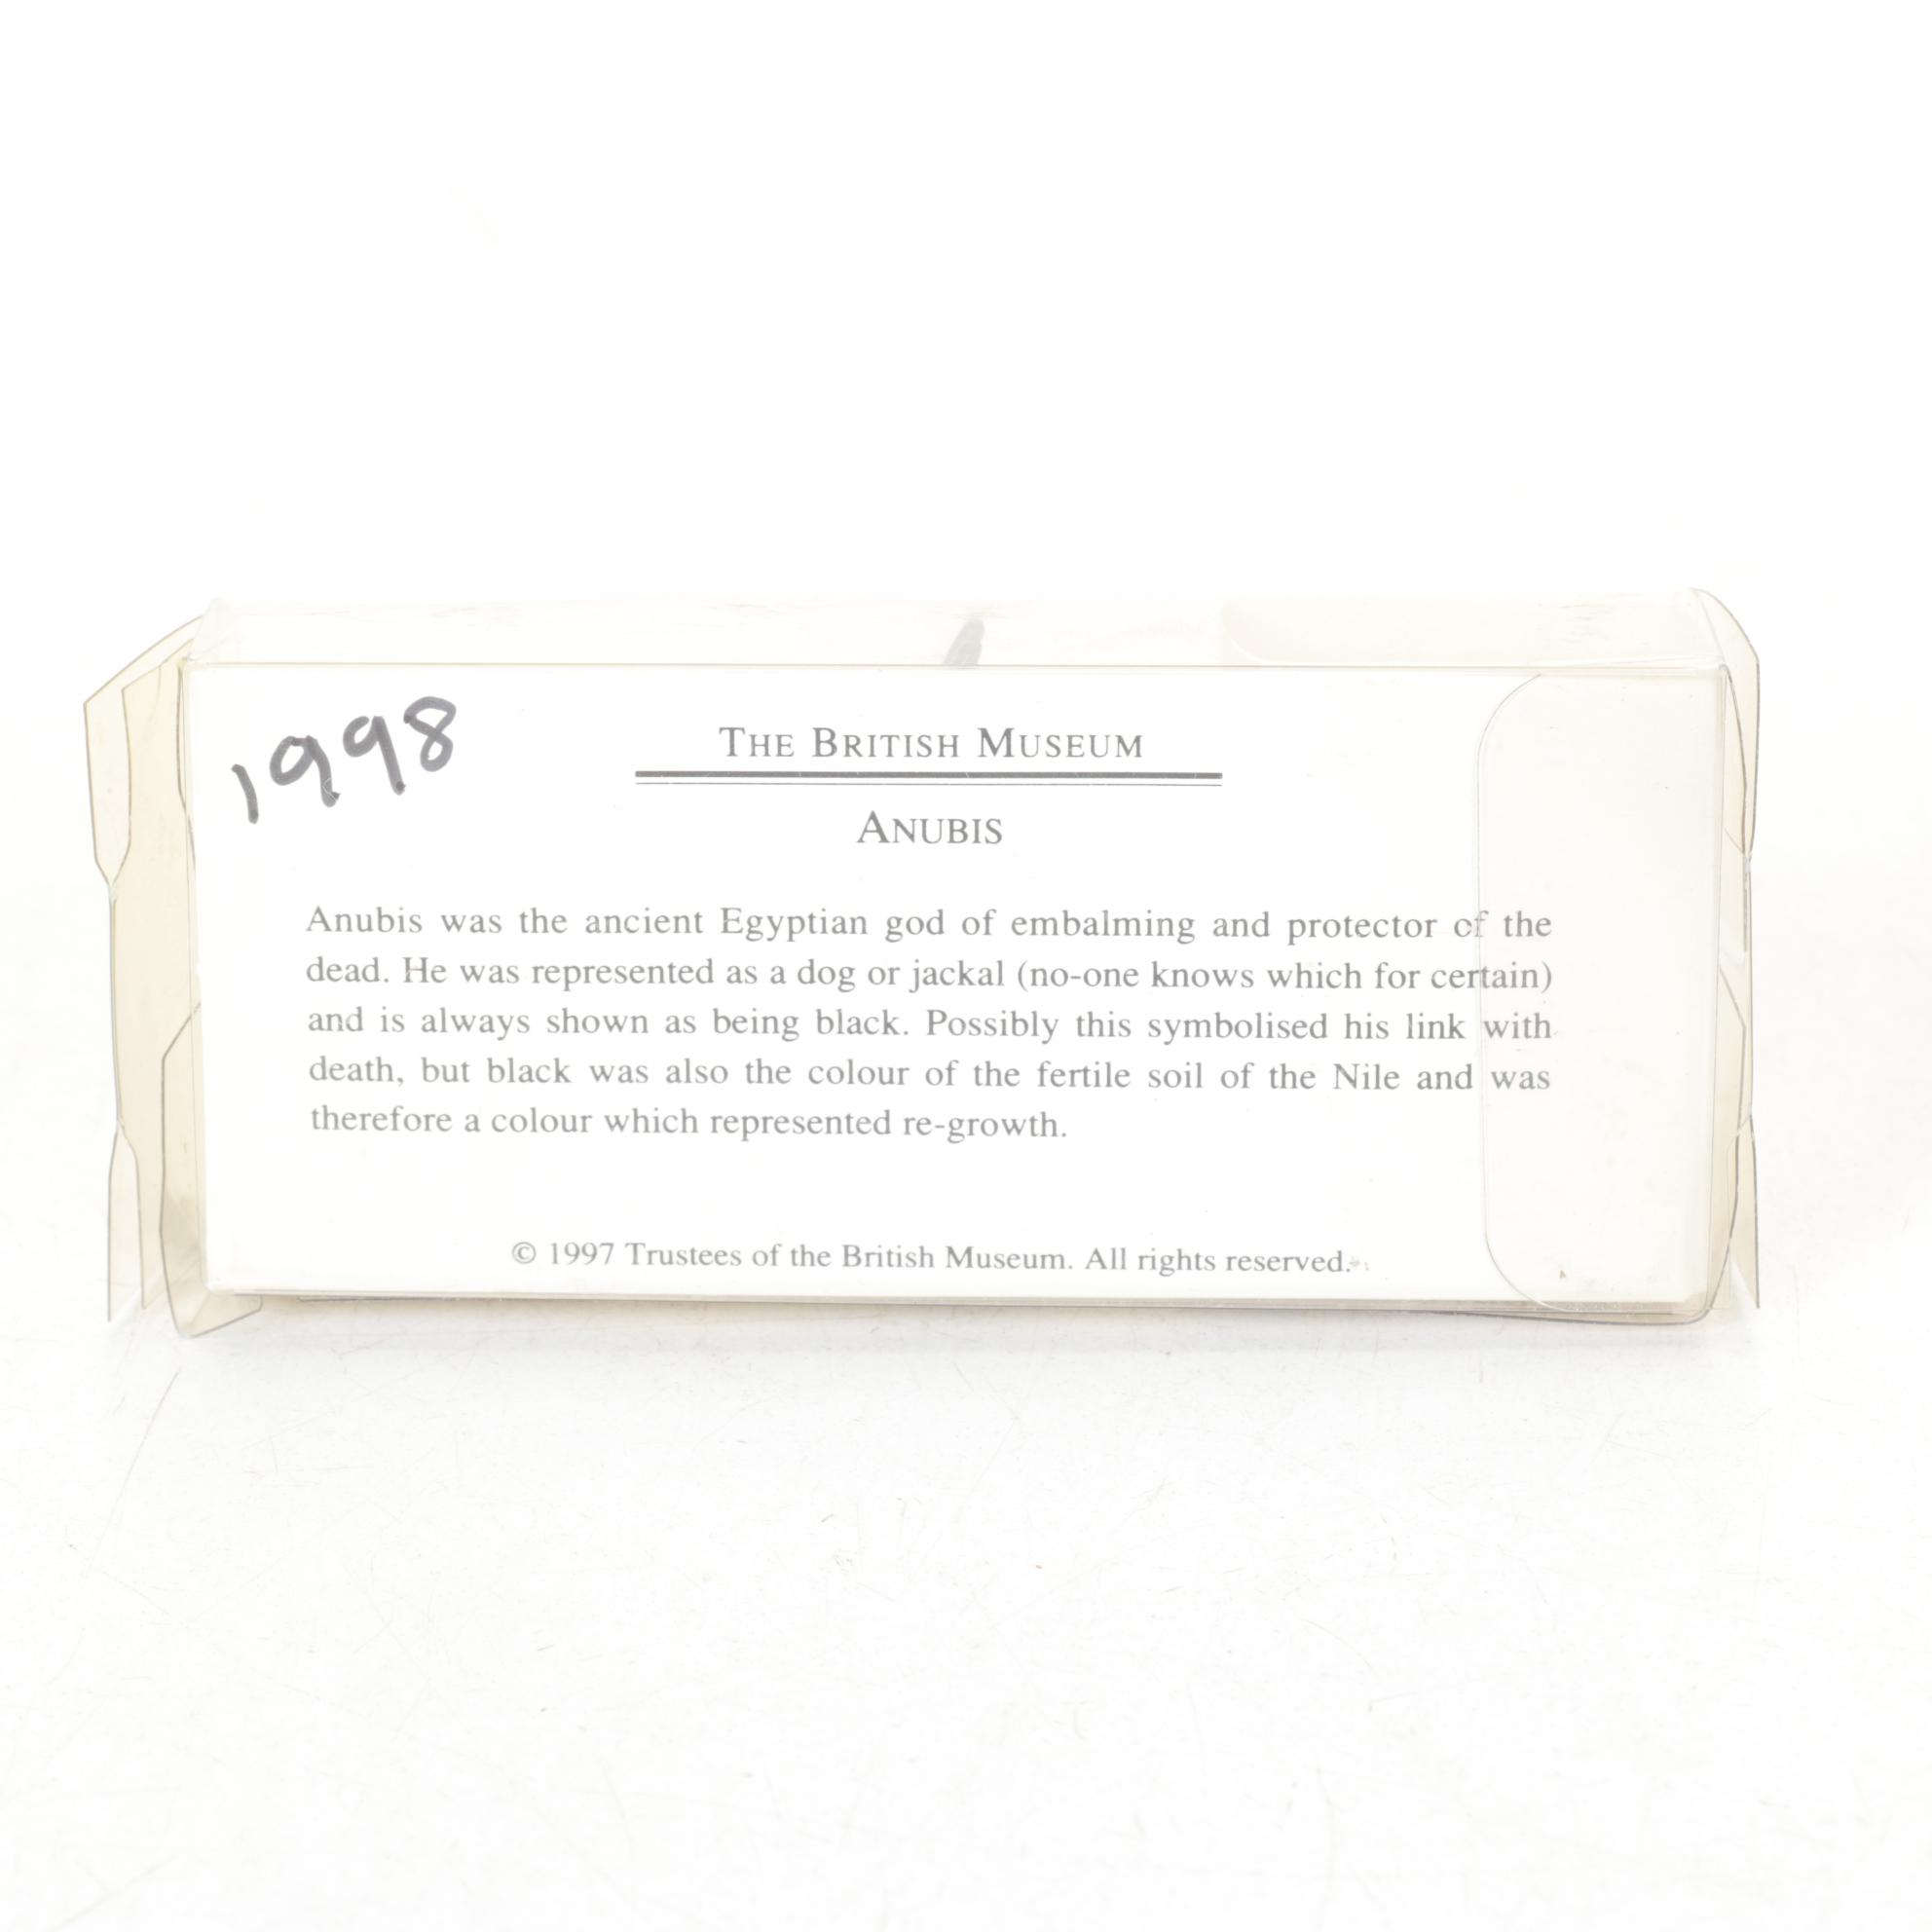 1998
THE BRITISH MUSEUM
ANUBIS
Anubis was the ancient Egyptian god of embalming and protector of the
dead. He was represented as a dog or jackal (no-one knows which for certain)
and is always shown as being black. Possibly this symbolised his link with
death, but black was also the colour of the fertile soil of the Nile and was
therefore a colour which represented re-growth.
© 1997 Trustees of the British Museum. All rights reserved.